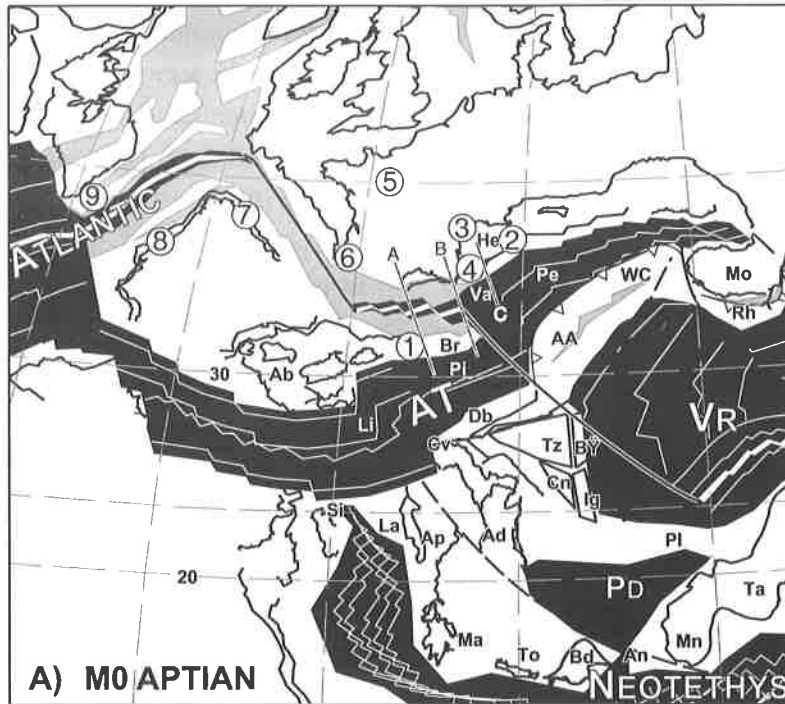 5
9
7
ATLANTIC
8
3
He
2
6
A
B
4
Va
Pe
WC
Mo
C
Rh
1
Br
AA
30
Ab
Pi
Li
AT
VR
Db
Cv
Tz
BY
Cn
Ig
Si
La
Ap
Ad
Pl
20
PD
Ta
Ma
To
Bd
An
Mn
A) M0 APTIAN
NEOTETHYS